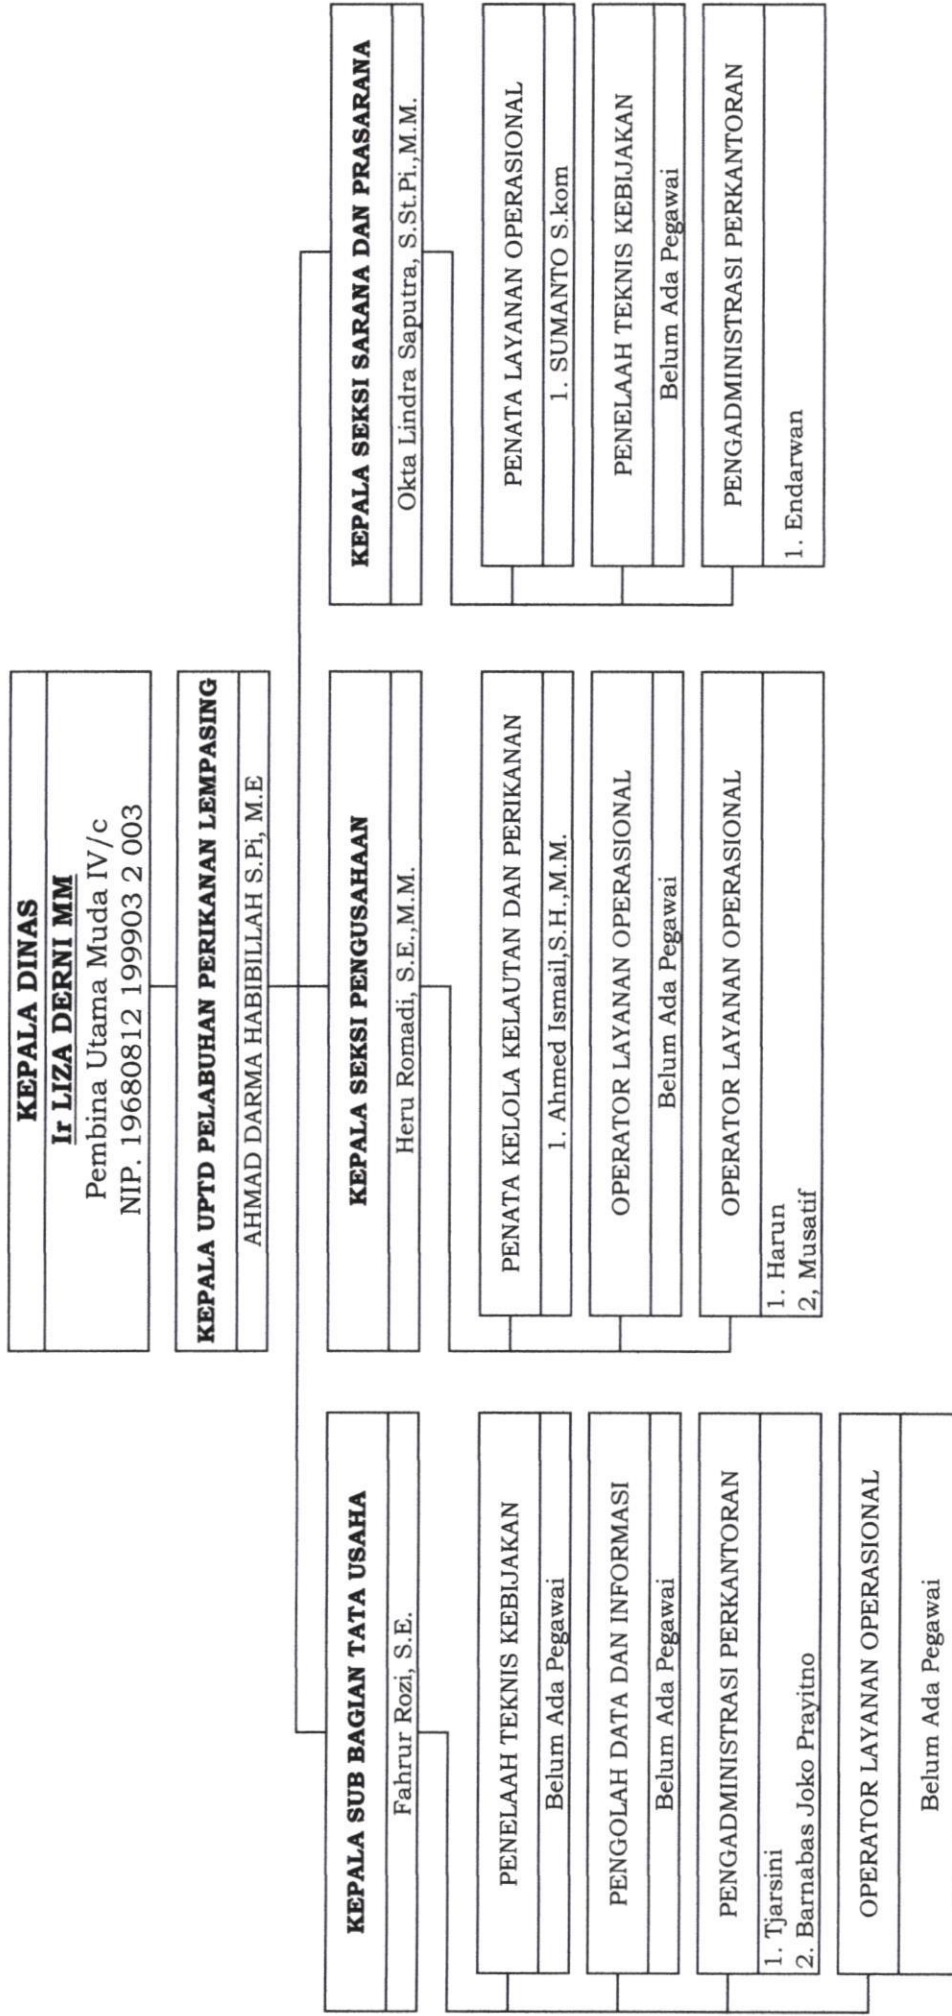 KEPALA DINAS
Ir LIZA DERNI MM
Pembina Utama Muda IV/c
NIP. 19680812 199903 2 003
KEPALA UPTD PELABUHAN PERIKANAN LEMPASING
AHMAD DARMA HABIBILLAH S.Pi, M.E
KEPALA SUB BAGIAN TATA USAHA
Fahrur Rozi, S.E.
PENELAAH TEKNIS KEBIJAKAN
Belum Ada Pegawai
PENGOLAH DATA DAN INFORMASI
Belum Ada Pegawai
PENGADMINISTRASI PERKANTORAN
1. Tjarsini
2. Barnabas Joko Prayitno
OPERATOR LAYANAN OPERASIONAL
Belum Ada Pegawai
KEPALA SEKSI PENGUSAHAAN
Heru Romadi, S.E.,M.M.
PENATA KELOLA KELAUTAN DAN PERIKANAN
1. Ahmed Ismail,S.H.,M.M.
OPERATOR LAYANAN OPERASIONAL
Belum Ada Pegawai
OPERATOR LAYANAN OPERASIONAL
1. Harun
2, Musatif
KEPALA SEKSI SARANA DAN PRASARANA
Okta Lindra Saputra, S.St.Pi.,M.M.
PENATA LAYANAN OPERASIONAL
1. SUMANTO S.kom
PENELAAH TEKNIS KEBIJAKAN
Belum Ada Pegawai
PENGADMINISTRASI PERKANTORAN
1. Endarwan